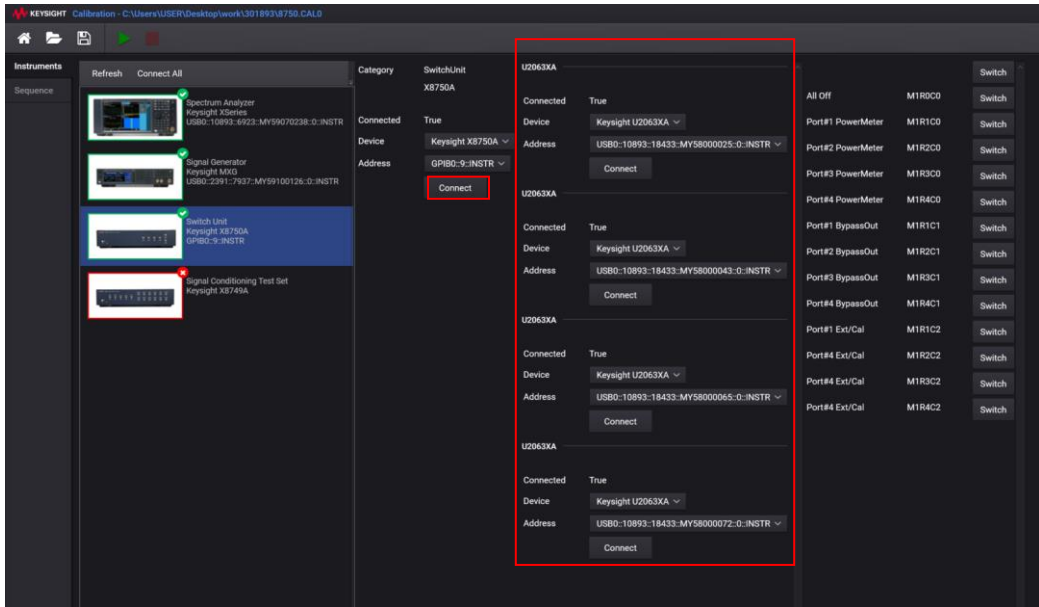 KEYSIGHT Calibration - C:\Users\USER\Desktop\work\301893\8750.CAL0
Instruments
Sequence
Refresh Connect All
Spectrum Analyzer
Keysight XSeries
USB0::10893::6923::MY59070238::0::INSTR
Signal Generator
Keysight MXG
USB0::2391::7937::MY59100126::0::INSTR
Switch Unit
Keysight X8750A
GPIB0::9::INSTR
Signal Conditioning Test Set
Keysight X8749A
Category SwitchUnit
X8750A
Connected True
Device Keysight X8750A
Address GPIB0::9::INSTR
Connect
U2063XA
Connected True
Device Keysight U2063XA
Address USB0::10893::18433::MY58000025::0::INSTR
Connect
U2063XA
Connected True
Device Keysight U2063XA
Address USB0::10893::18433::MY58000043::0::INSTR
Connect
U2063XA
Connected True
Device Keysight U2063XA
Address USB0::10893::18433::MY58000065::0::INSTR
Connect
U2063XA
Connected True
Device Keysight U2063XA
Address USB0::10893::18433::MY58000072::0::INSTR
Connect
Switch
All Off M1R0C0 Switch
Port#1 PowerMeter M1R1C0 Switch
Port#2 PowerMeter M1R2C0 Switch
Port#3 PowerMeter M1R3C0 Switch
Port#4 PowerMeter M1R4C0 Switch
Port#1 BypassOut M1R1C1 Switch
Port#2 BypassOut M1R2C1 Switch
Port#3 BypassOut M1R3C1 Switch
Port#4 BypassOut M1R4C1 Switch
Port#1 Ext/Cal M1R1C2 Switch
Port#4 Ext/Cal M1R2C2 Switch
Port#4 Ext/Cal M1R3C2 Switch
Port#4 Ext/Cal M1R4C2 Switch